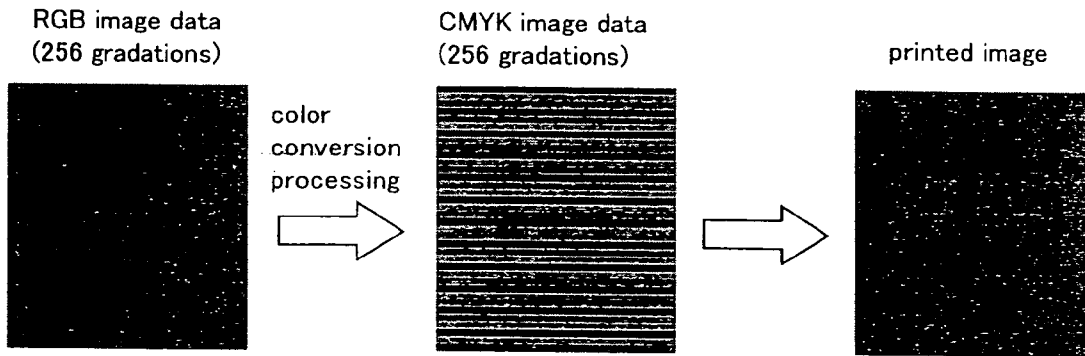 RGB image data
(256 gradations)
color
conversion
processing
CMYK image data
(256 gradations)
printed image